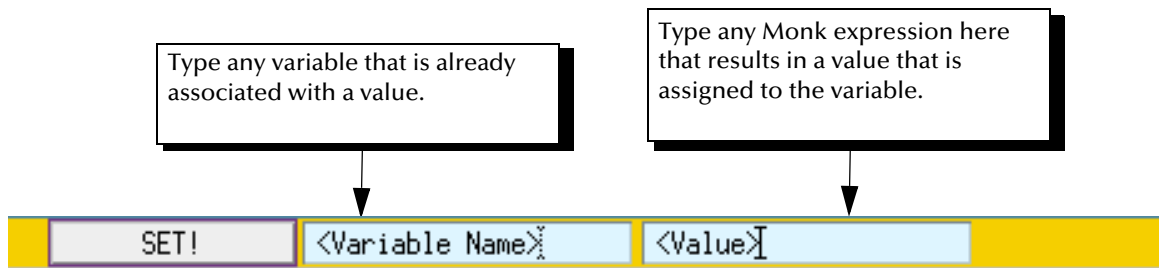 Type any variable that is already
associated with a value.
Type any Monk expression here
that results in a value that is
assigned to the variable.
SET! <Variable Name> <Value>